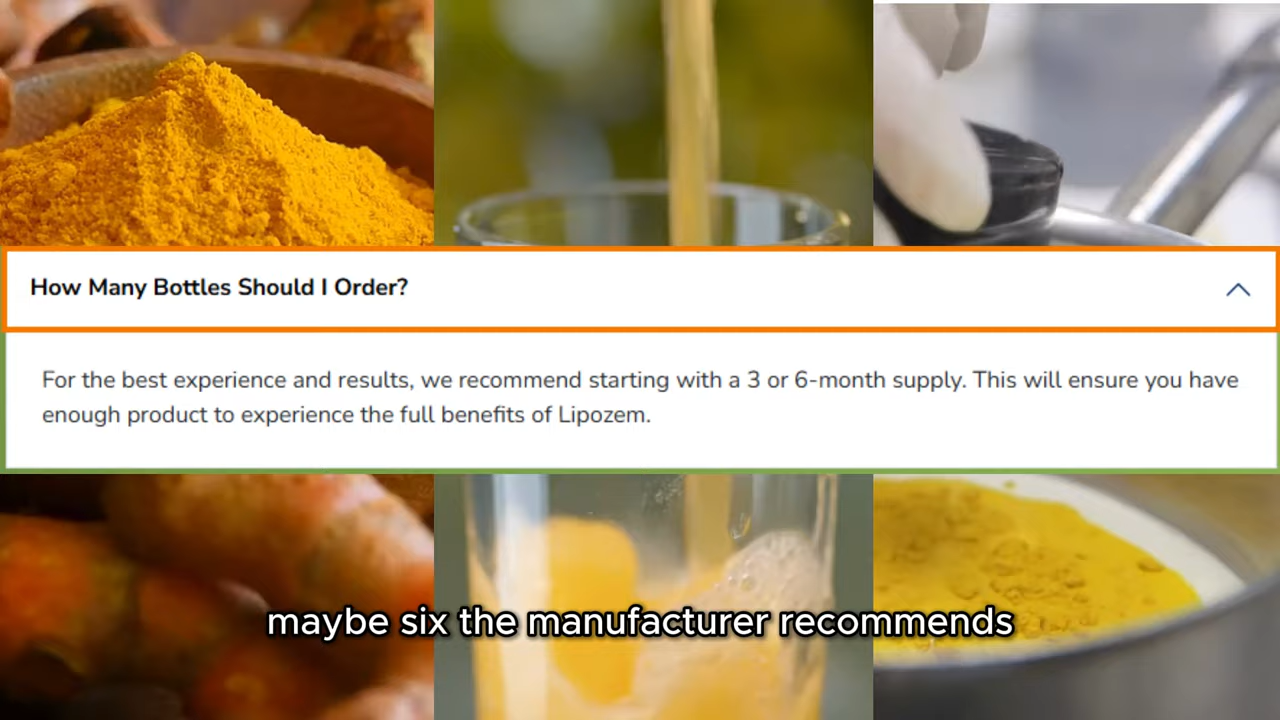 How Many Bottles Should I Order?
For the best experience and results, we recommend starting with a 3 or 6-month supply. This will ensure you have
enough product to experience the full benefits of Lipozem.
maybe six the manufacturer recommends